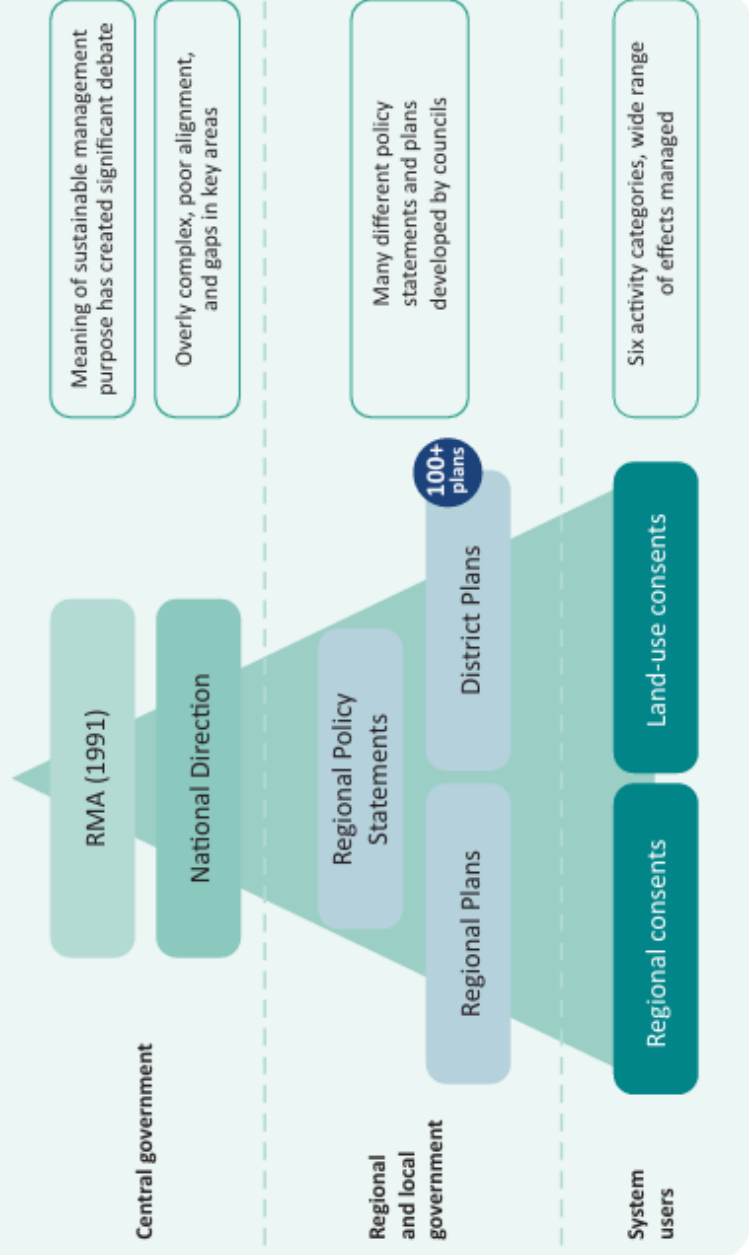 Central government
RMA (1991)
Meaning of sustainable management
purpose has created significant debate
National Direction
Overly complex, poor alignment,
and gaps in key areas
Regional
and local
government
Regional Policy
Statements
Regional Plans
District Plans
100+
plans
Many different policy
statements and plans
developed by councils
System
users
Regional consents
Land-use consents
Six activity categories, wide range
of effects managed